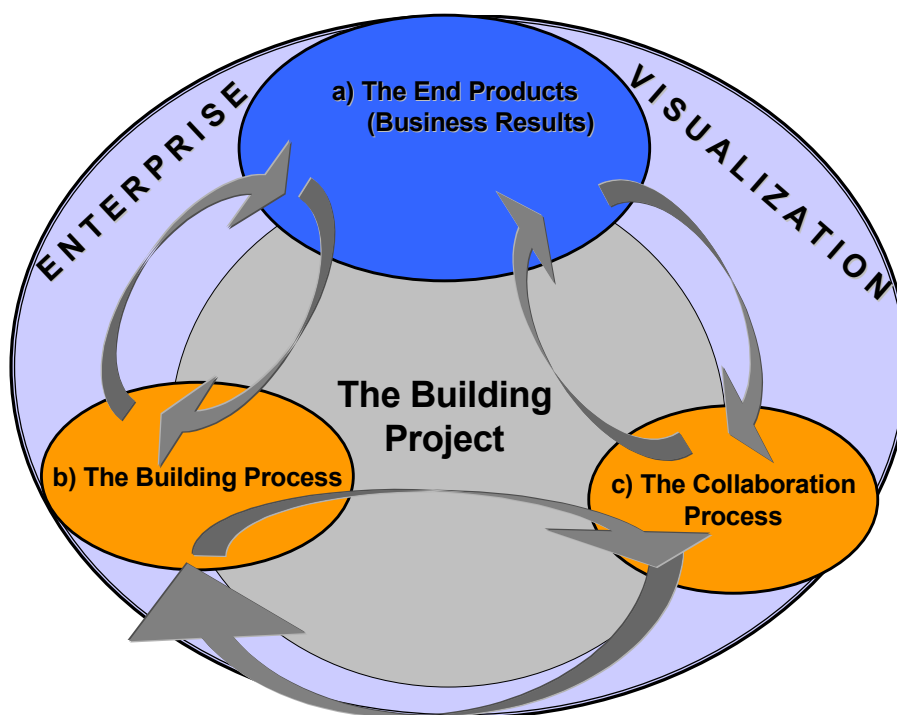 ENTERPRISE
VISUALIZATION
a) The End Products
(Business Results)
The Building
Project
b) The Building Process
c) The Collaboration
Process